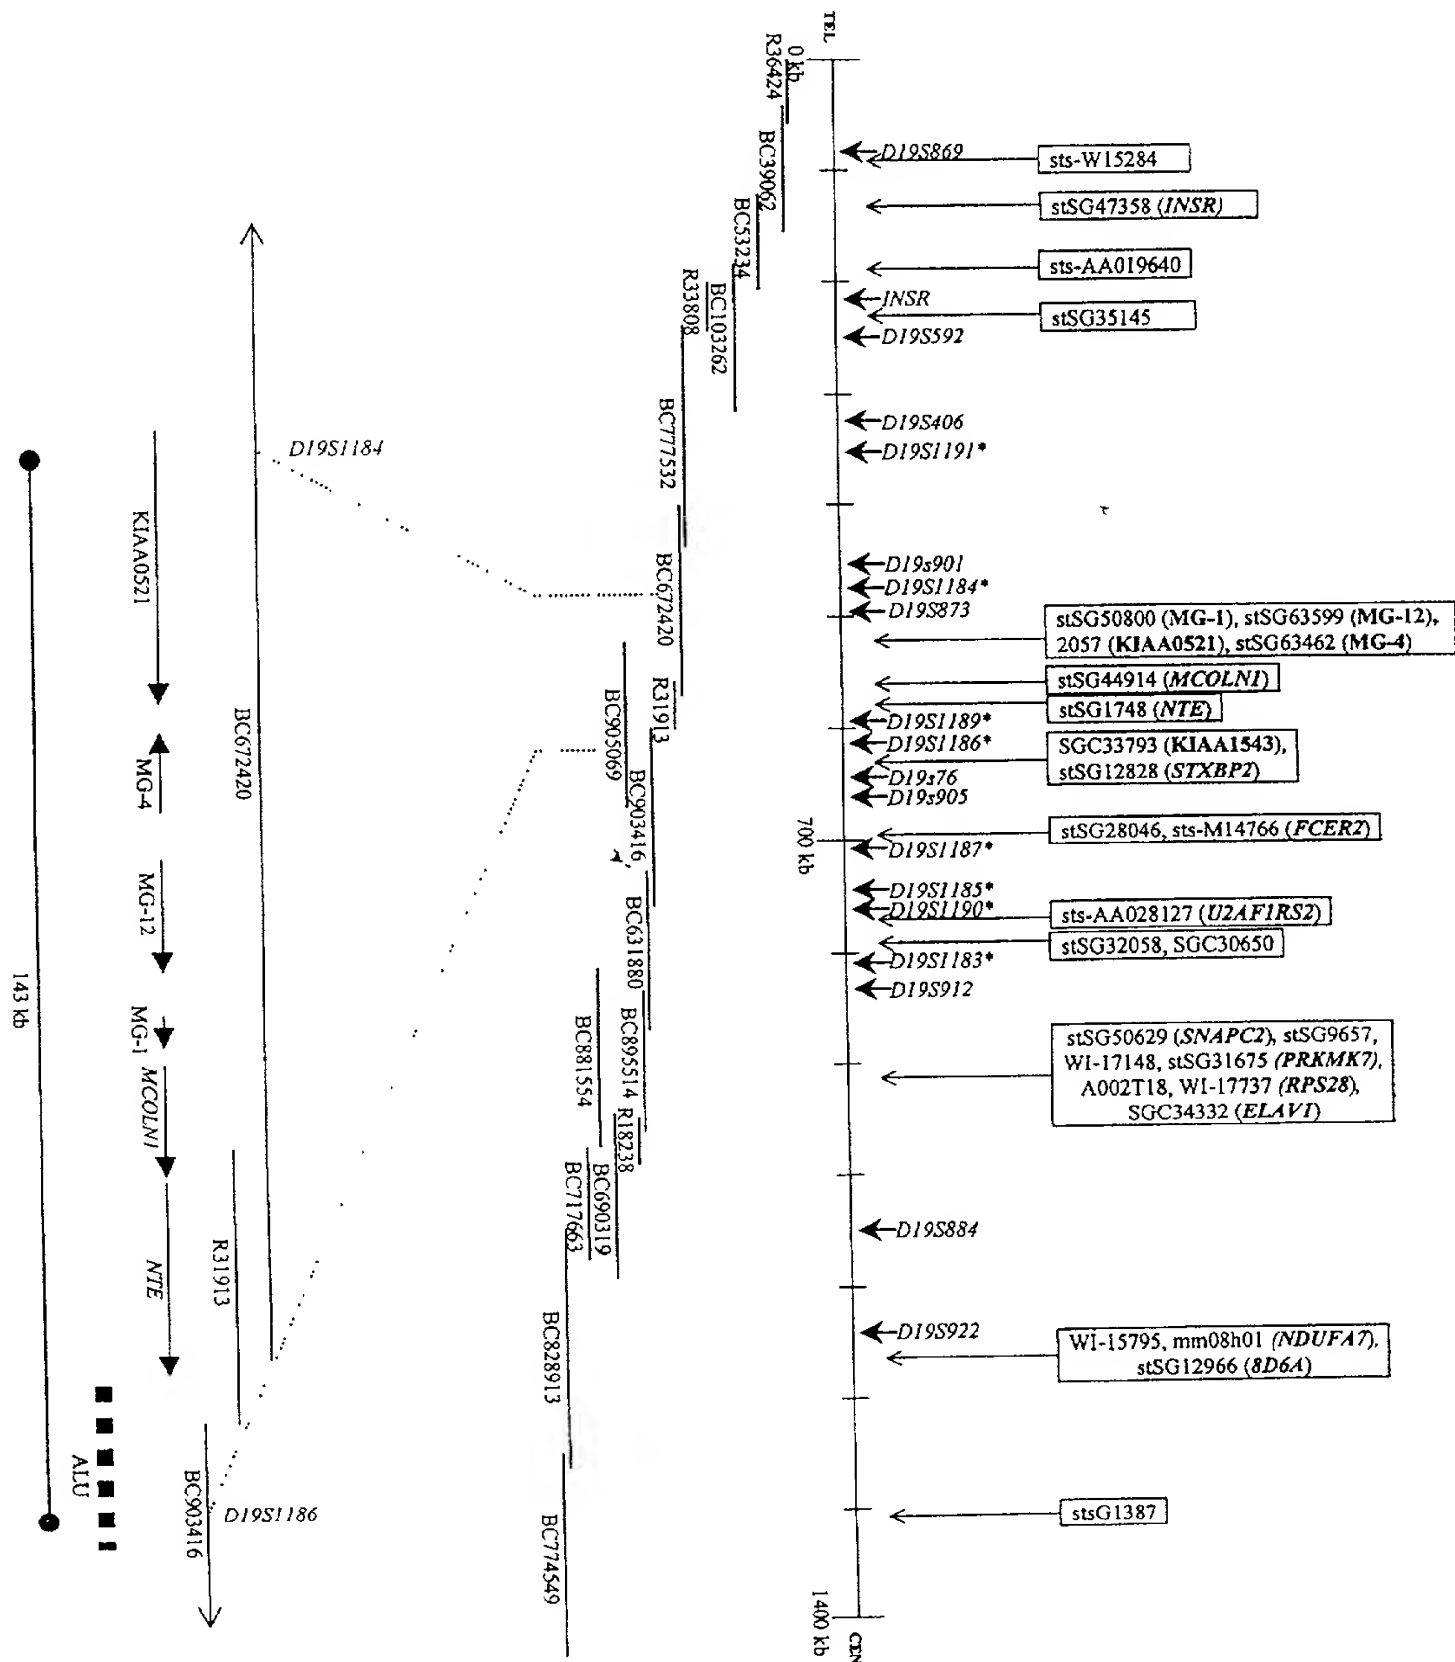 TEL
0 kb
R36424
BC39062
BC53234
BC103262
R33808
BC777532
BC672420
R31913
BC905069
BC903416
BC631880
BC895514
BC881554
R18238
BC690319
BC717663
BC828913
BC774549
700 kb
1400 kb
CEN
D19S869
INSR
D19S592
D19S406
D19S1191*
D19s901
D19S1184*
D19S873
D19S1189*
D19S1186*
D19s76
D19s905
D19S1187*
D19S1185*
D19S1190*
D19S1183*
D19S912
D19S884
D19S922
sts-W15284
stSG47358 (INSR)
sts-AA019640
stSG35145
stSG50800 (MG-1), stSG63599 (MG-12),
2057 (KIAA0521), stSG63462 (MG-4)
stSG44914 (MCOLN1)
stSG1748 (NTE)
SGC33793 (KIAA1543),
stSG12828 (STXBP2)
stSG28046, sts-M14766 (FCER2)
sts-AA028127 (U2AF1RS2)
stSG32058, SGC30650
stSG50629 (SNAPC2), stSG9657,
WI-17148, stSG31675 (PRKMK7),
A002T18, WI-17737 (RPS28),
SGC34332 (ELAV1)
WI-15795, mm08h01 (NDUFA7),
stSG12966 (8D6A)
stsG1387
D19S1184
D19S1186
BC672420
R31913
BC903416
KIAA0521
MG-4
MG-12
MG-1
MCOLN1
NTE
ALU
143 kb